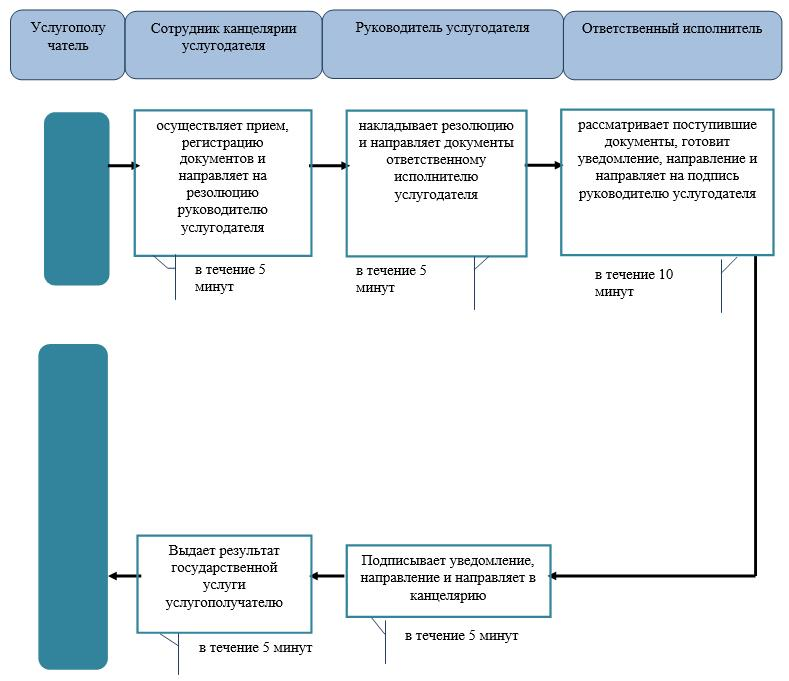 Услугополу
чатель
Сотрудник канцелярии
услугодателя
Руководитель услугодателя
Ответственный исполнитель
осуществляет прием,
регистрацию
документов и
направляет на
резолюцию
руководителю
услугодателя
накладывает резолюцию
и направляет документы
ответственному
исполнителю
услугодателя
рассматривает поступившие
документы, готовит
уведомление, направление и
направляет на подпись
руководителю услугодателя
в течение 5
минут
в течение 5
минут
в течение 10
минут
Выдает результат
государственной
услуги
услугополучателю
Подписывает уведомление,
направление и направляет в
канцелярию
в течение 5 минут
в течение 5 минут